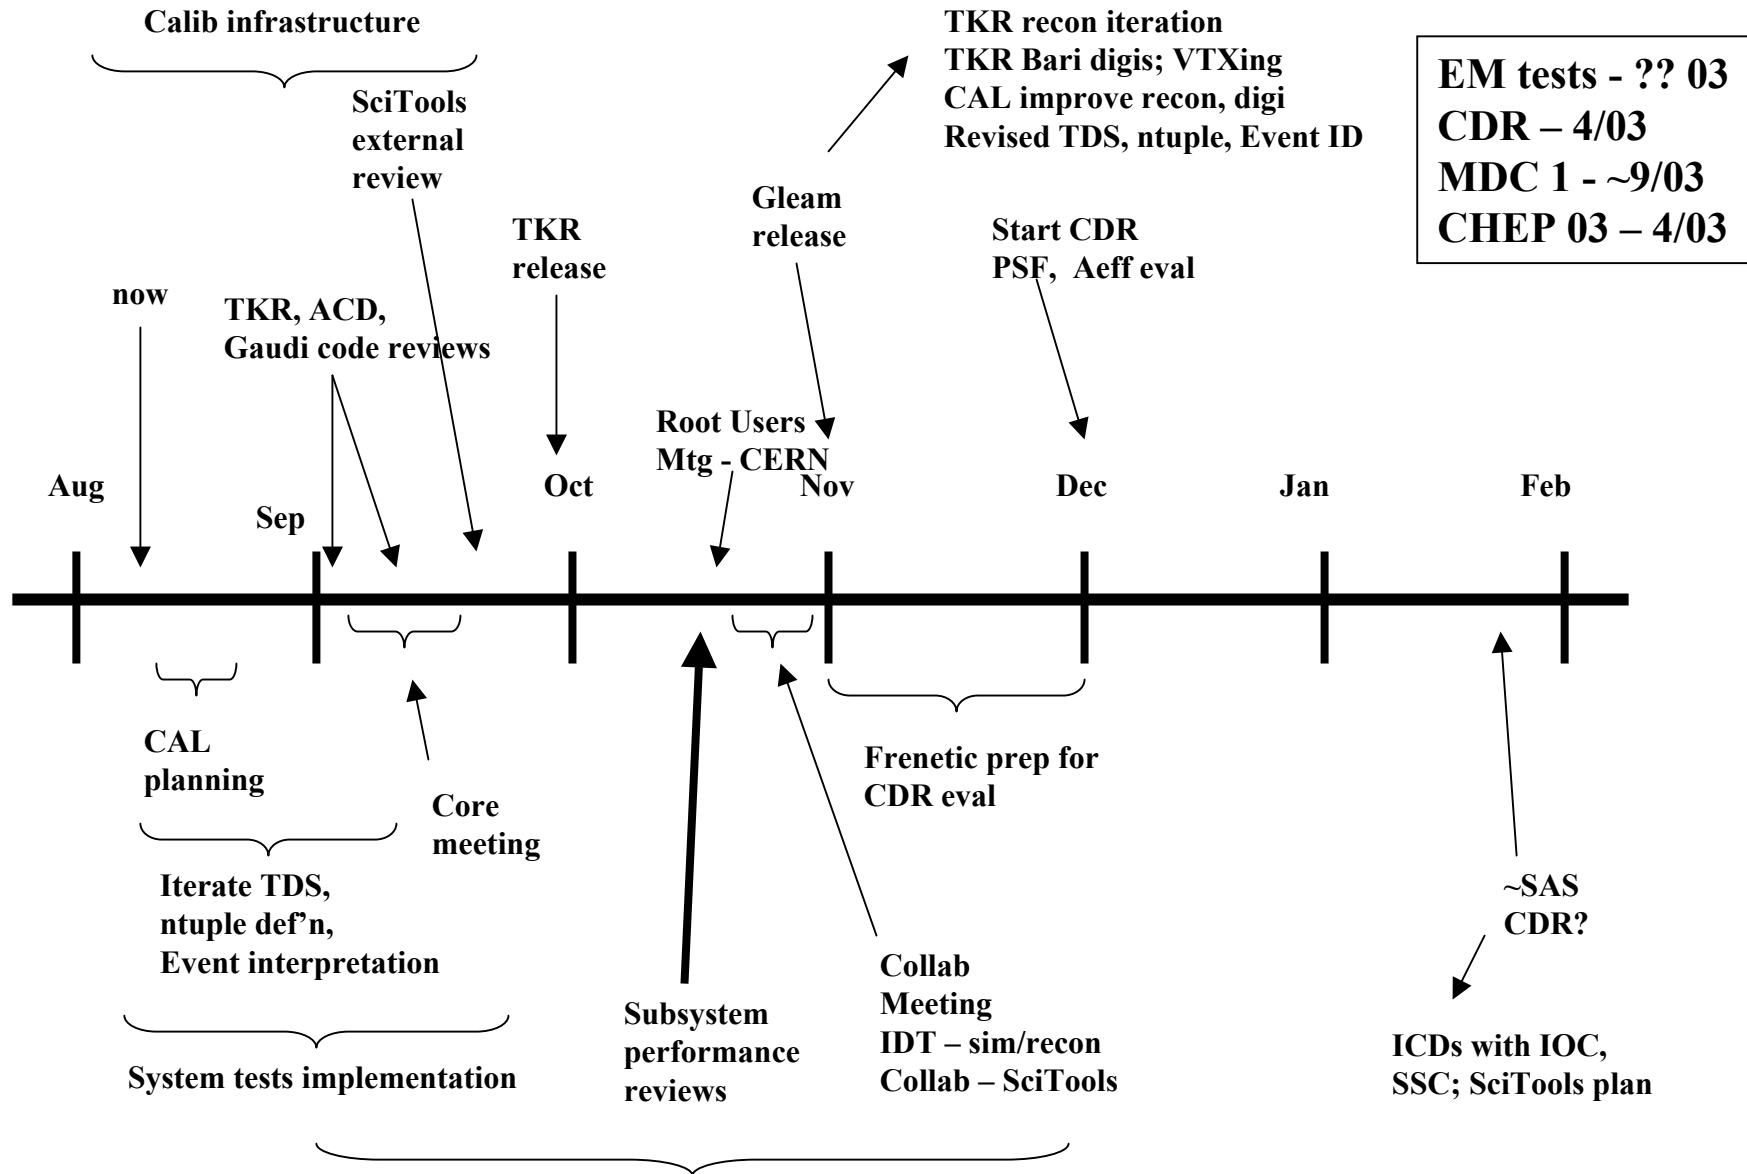 Calib infrastructure
SciTools
external
review
TKR recon iteration
TKR Bari digis; VTXing
CAL improve recon, digi
Revised TDS, ntuple, Event ID
EM tests - ?? 03
CDR – 4/03
MDC 1 - ~9/03
CHEP 03 – 4/03
now
TKR, ACD,
Gaudi code reviews
TKR
release
Gleam
release
Start CDR
PSF, Aeff eval
Root Users
Mtg - CERN
Aug
Sep
Oct
Nov
Dec
Jan
Feb
CAL
planning
Core
meeting
Iterate TDS,
ntuple def’n,
Event interpretation
System tests implementation
Subsystem
performance
reviews
Frenetic prep for
CDR eval
Collab
Meeting
IDT – sim/recon
Collab – SciTools
~SAS
CDR?
ICDs with IOC,
SSC; SciTools plan